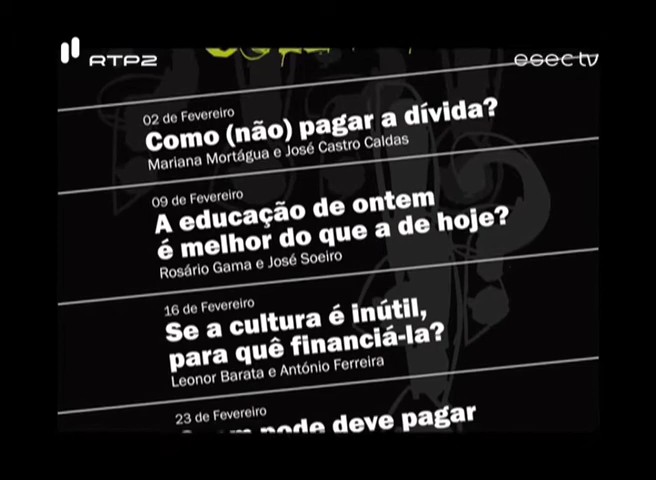 RTP2
esectv
02 de Fevereiro
Como (não) pagar a dívida?
Mariana Mortágua e José Castro Caldas
09 de Fevereiro
A educação de ontem
é melhor do que a de hoje?
Rosário Gama e José Soeiro
16 de Fevereiro
Se a cultura é inútil,
para quê financiá-la?
Leonor Barata e António Ferreira
23 de Fevereiro
pode deve pagar